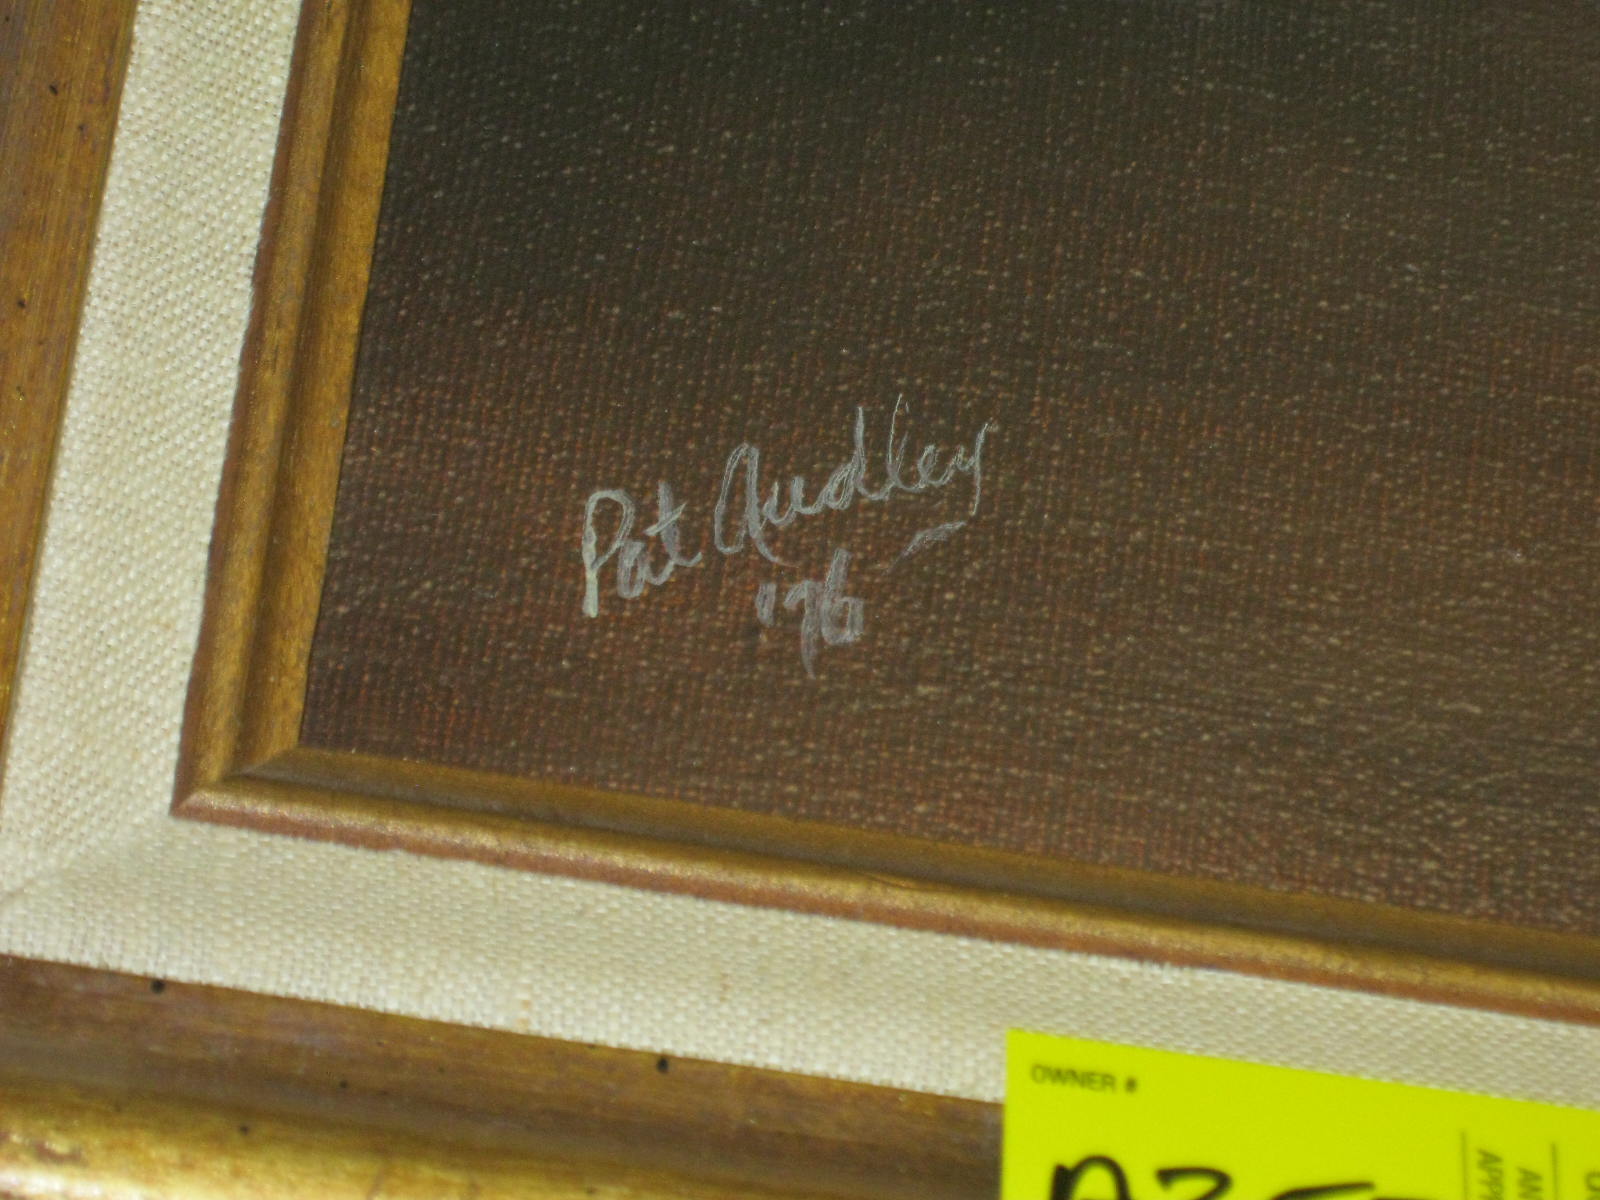 Pat Audley
'76
OWNER #